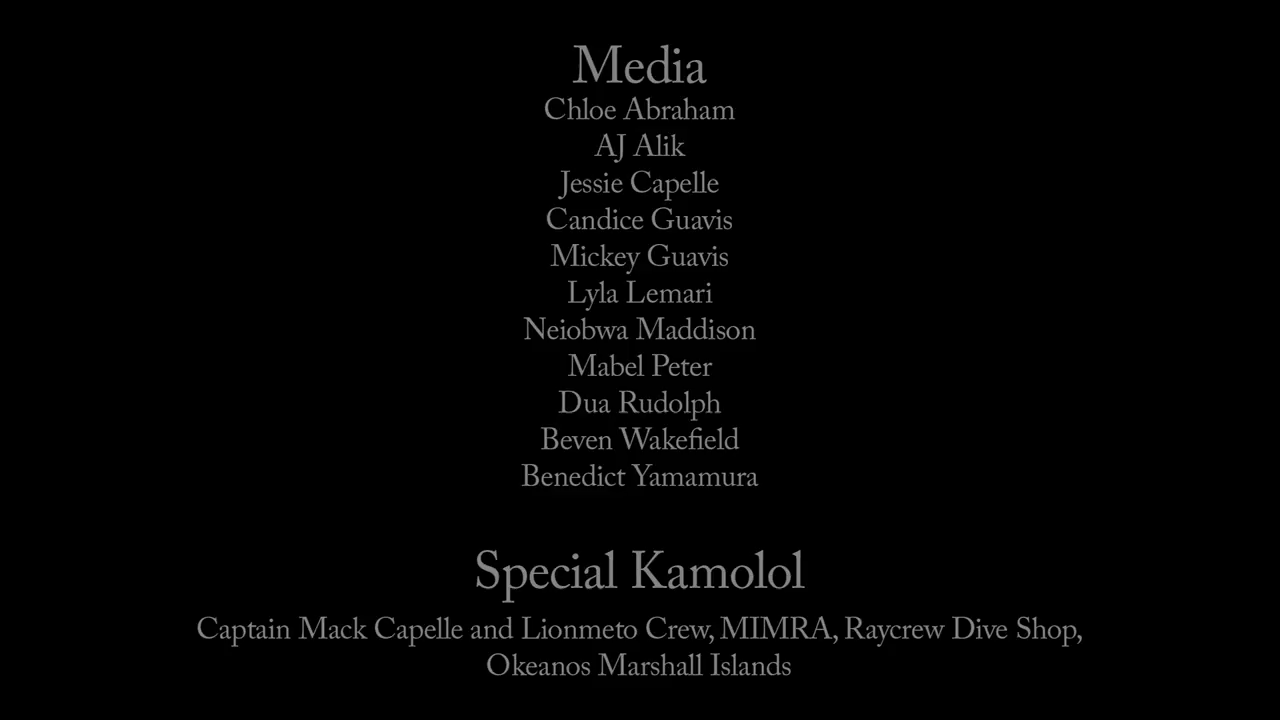 Media
Chloe Abraham
AJ Alik
Jessie Capelle
Candice Guavis
Mickey Guavis
Lyla Lemari
Neiobwa Maddison
Mabel Peter
Dua Rudolph
Beven Wakefield
Benedict Yamamura
Special Kamolol
Captain Mack Capelle and Lionmeto Crew, MIMRA, Raycrew Dive Shop,
Okeanos Marshall Islands